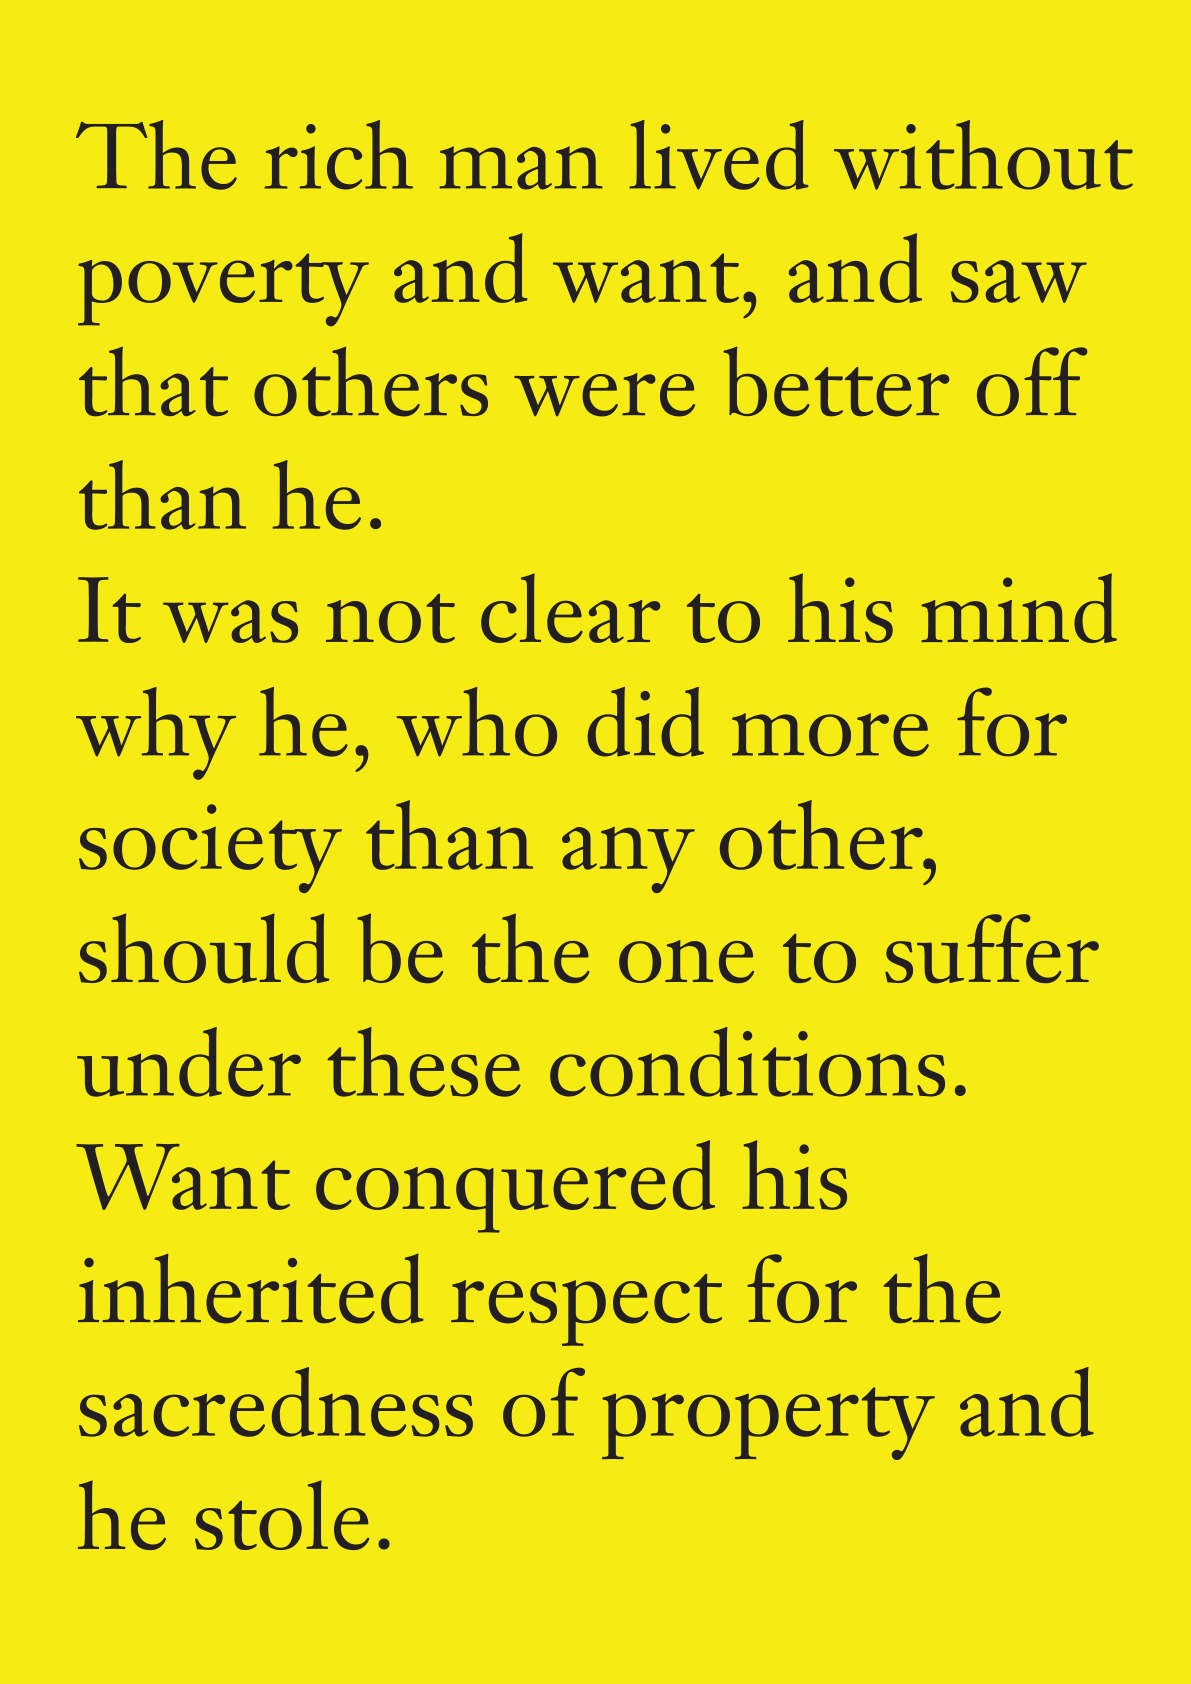 The rich man lived without
poverty and want, and saw
that others were better off
than he.
It was not clear to his mind
why he, who did more for
society than any other,
should be the one to suffer
under these conditions.
Want conquered his
inherited respect for the
sacredness of property and
he stole.